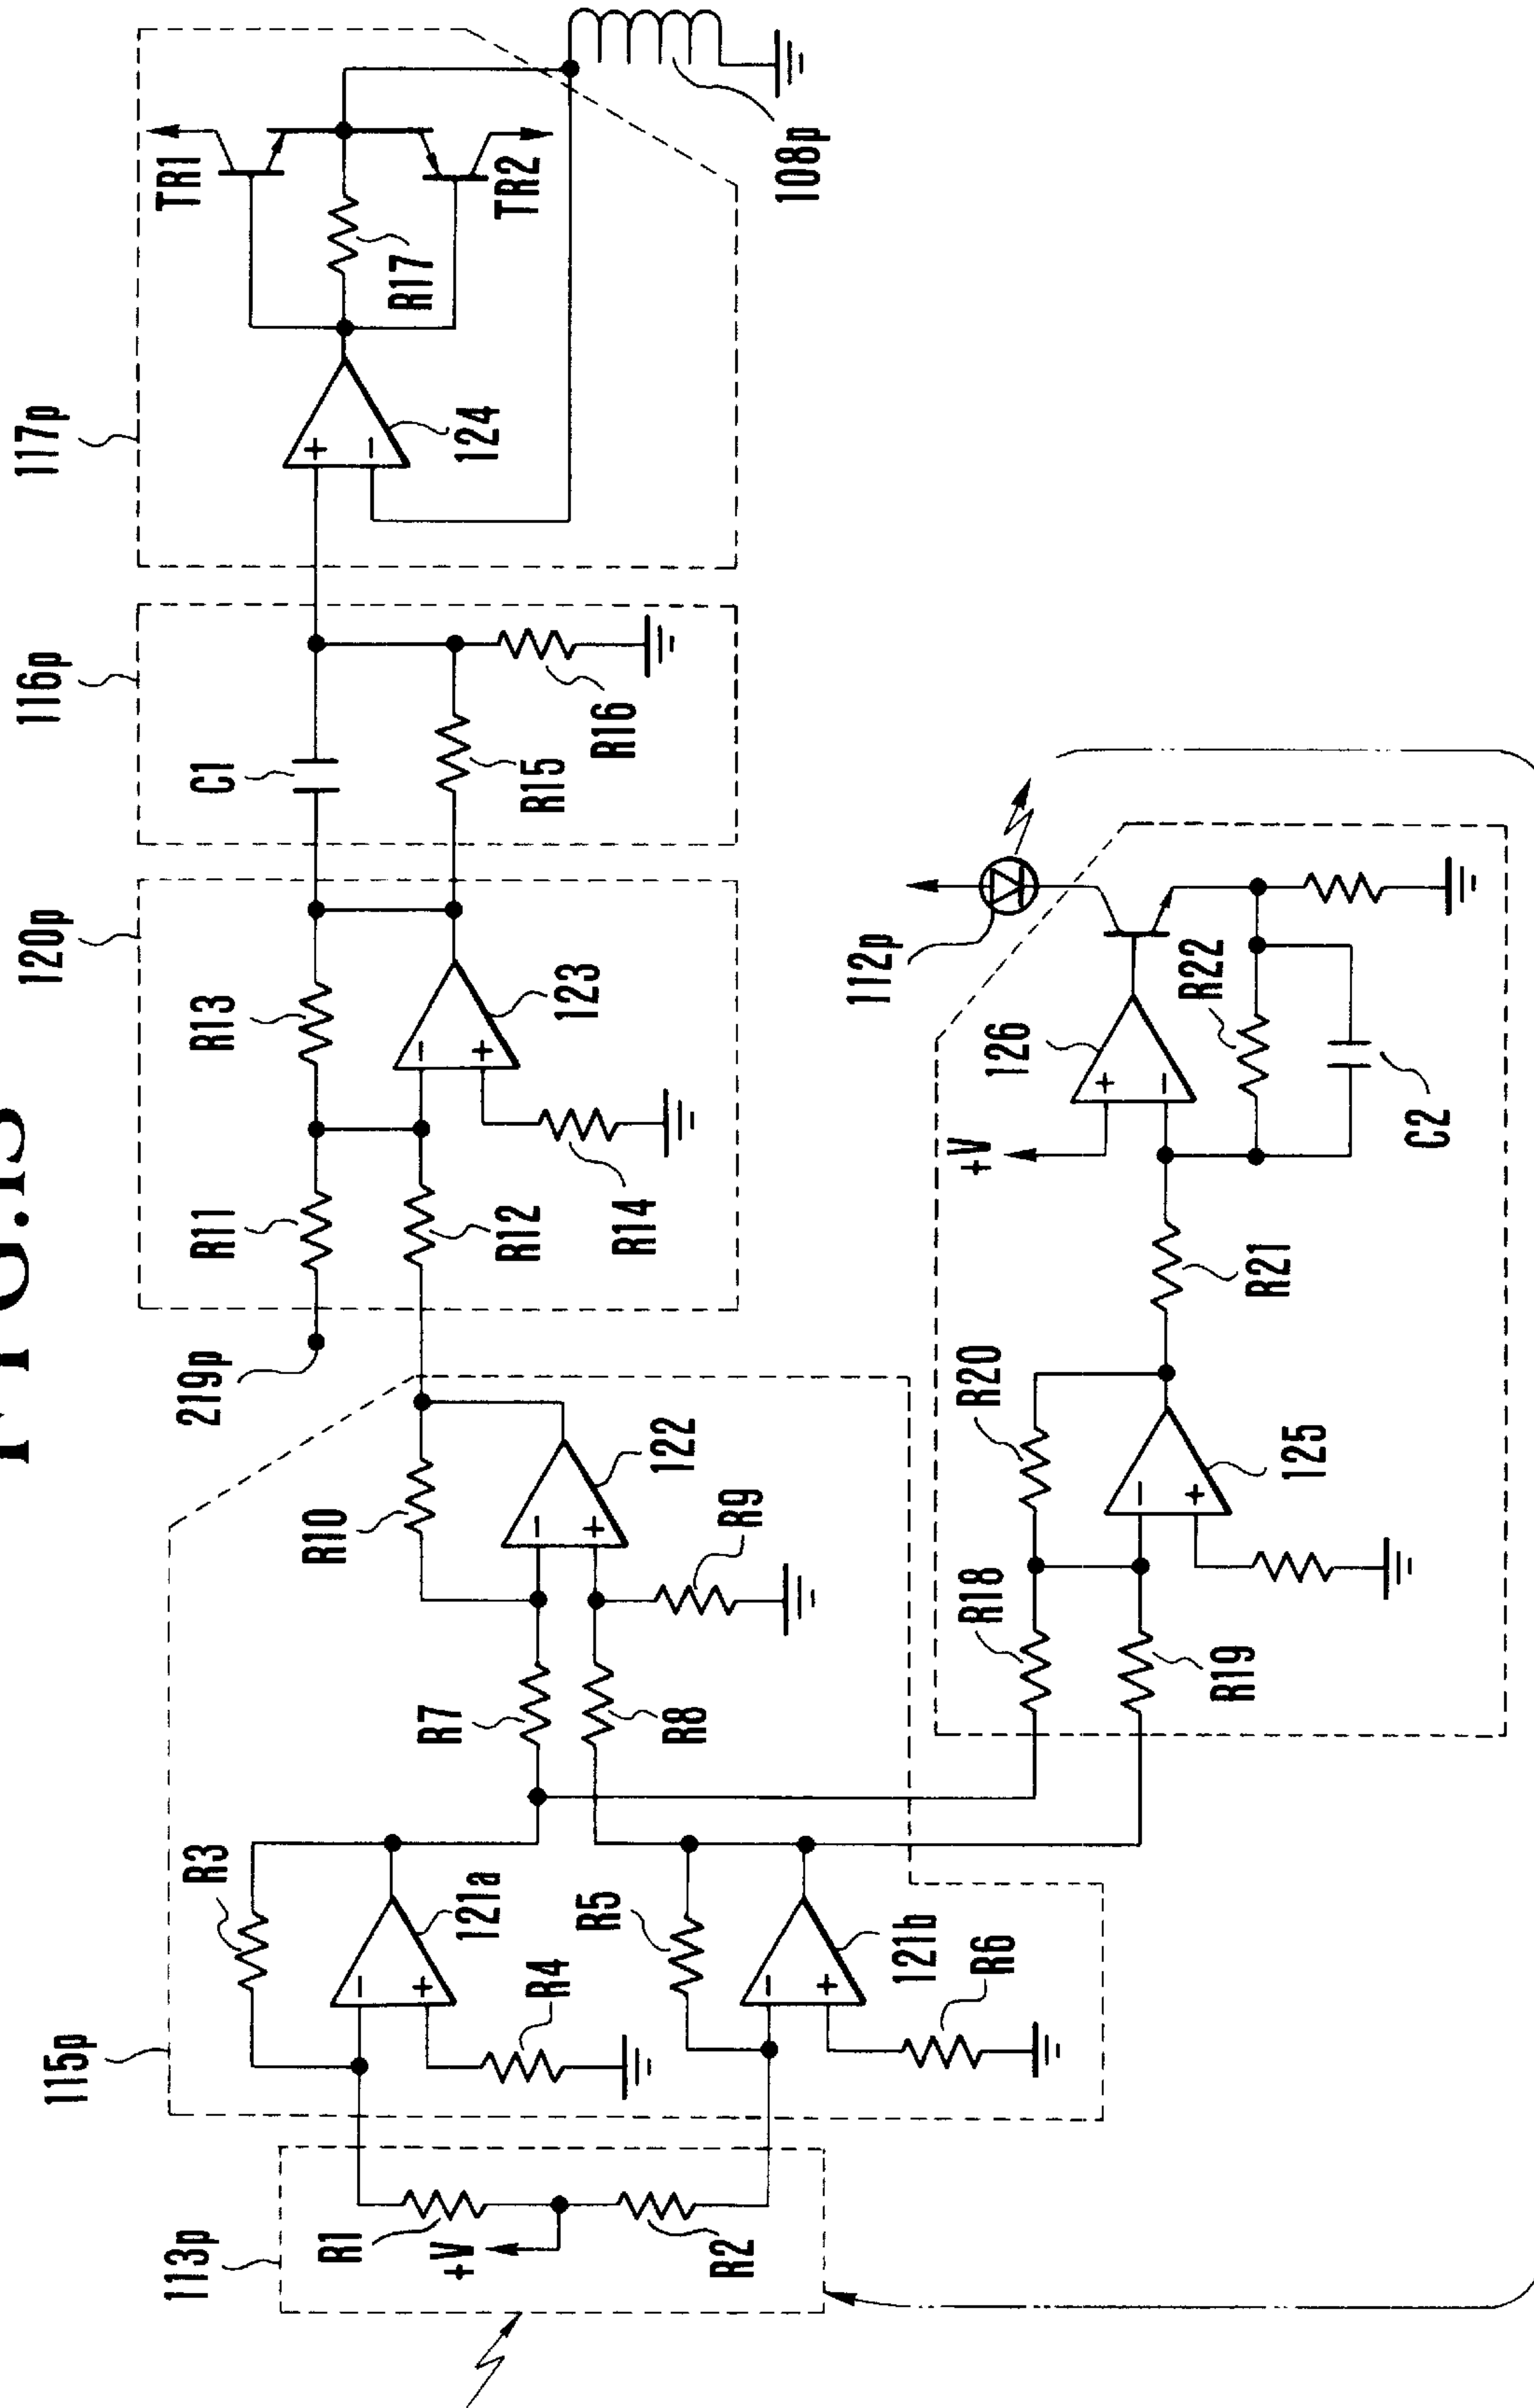 FIG.13
117p
TR1
R17
TR2
124
108p
116p
C1
R15
R16
120p
R11
R13
R12
123
R14
219p
115p
R3
121a
R4
R10
122
R7
R8
R9
R5
121b
R6
113p
R1
+V
R2
112p
R18
R20
R19
125
R21
+V
126
R22
C2
+
−
−
+
−
+
−
+
−
+
−
+
+
−